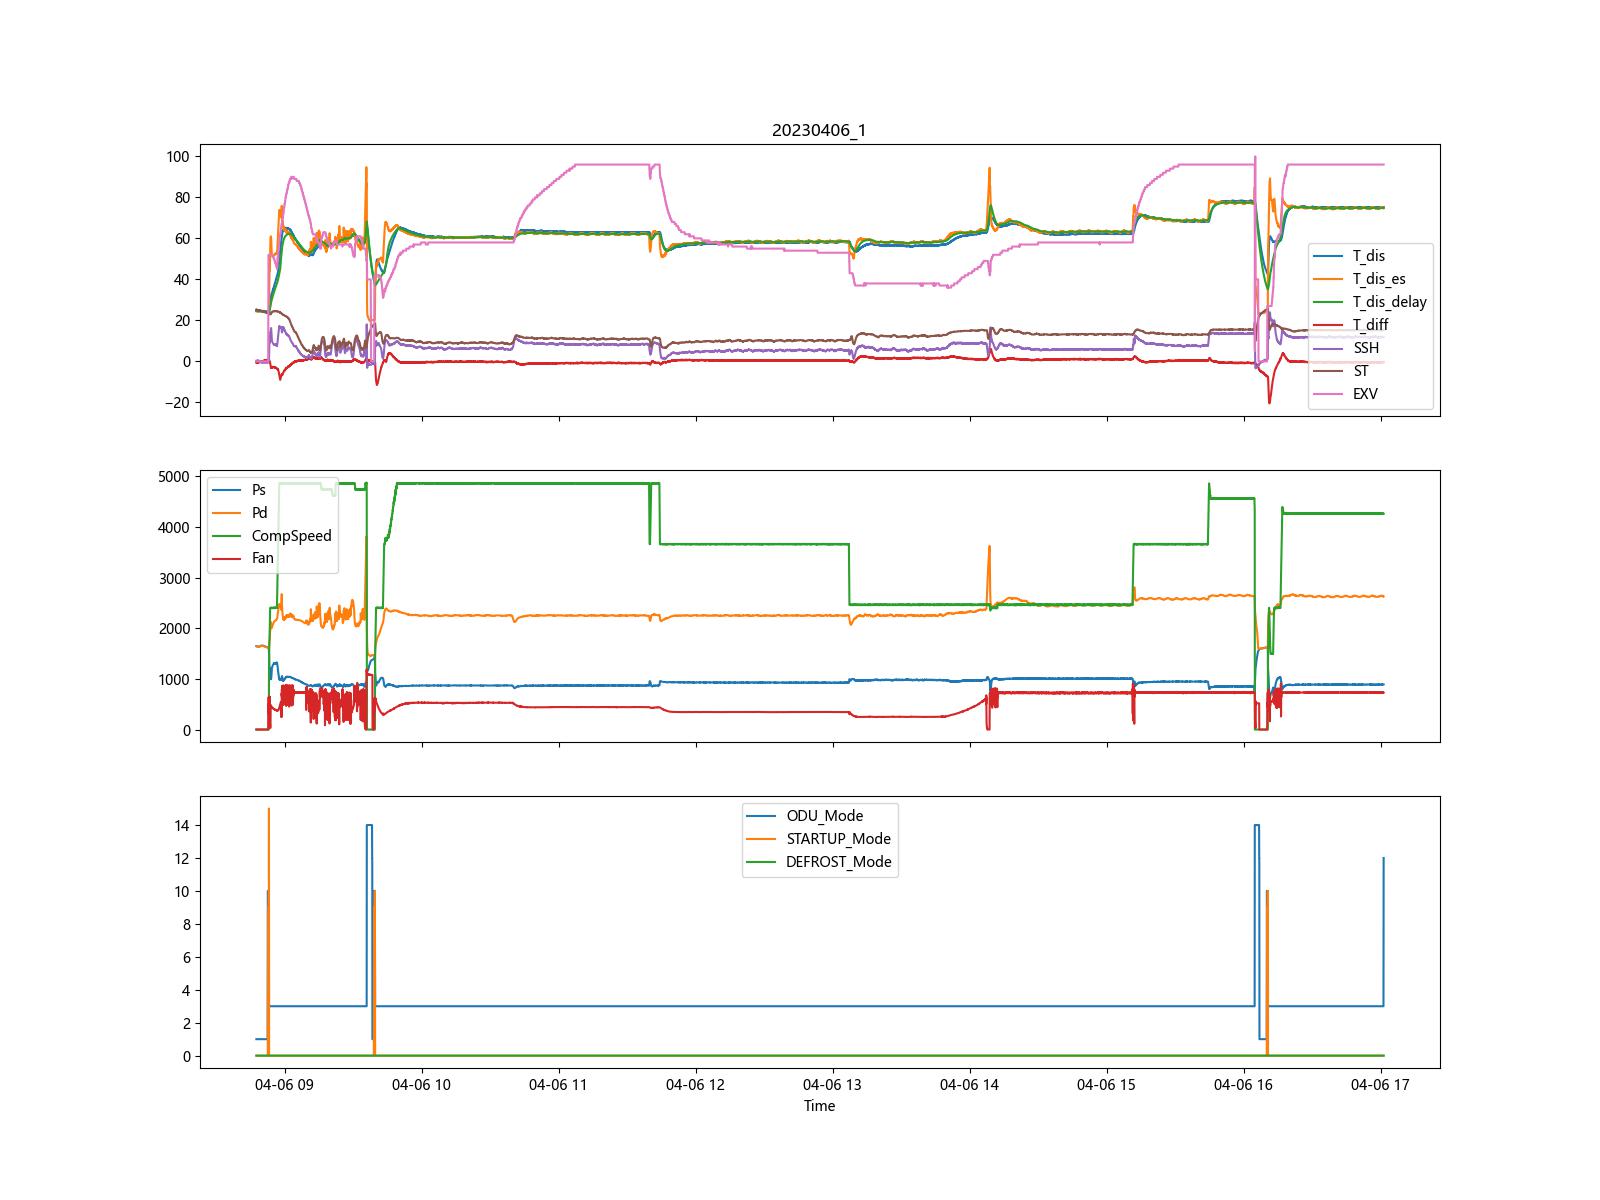 20230406_1
100
80
60
40
20
0
−20
T_dis
T_dis_es
T_dis_delay
T_diff
SSH
ST
EXV
5000
4000
3000
2000
1000
0
Ps
Pd
CompSpeed
Fan
14
12
10
8
6
4
2
0
ODU_Mode
STARTUP_Mode
DEFROST_Mode
04-06 09 04-06 10 04-06 11 04-06 12 04-06 13 04-06 14 04-06 15 04-06 16 04-06 17
Time